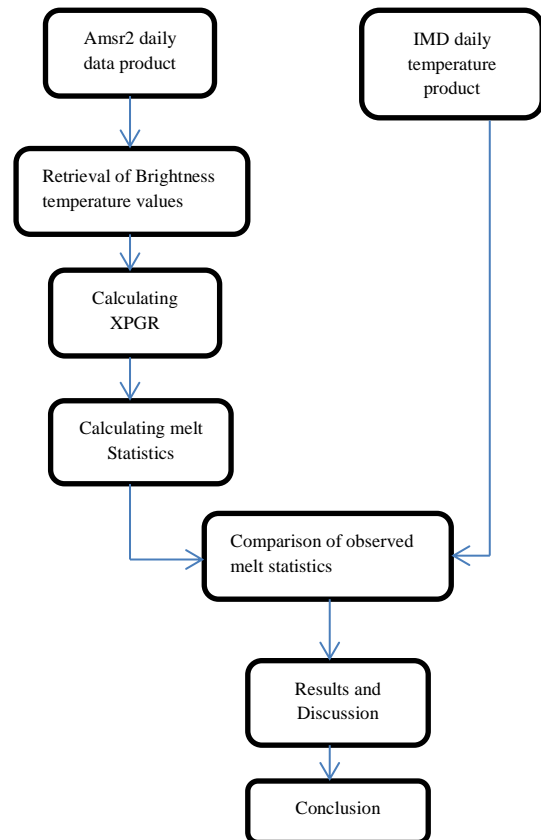 Amsr2 daily
data product
IMD daily
temperature
product
Retrieval of Brightness
temperature values
Calculating
XPGR
Calculating melt
Statistics
Comparison of observed
melt statistics
Results and
Discussion
Conclusion